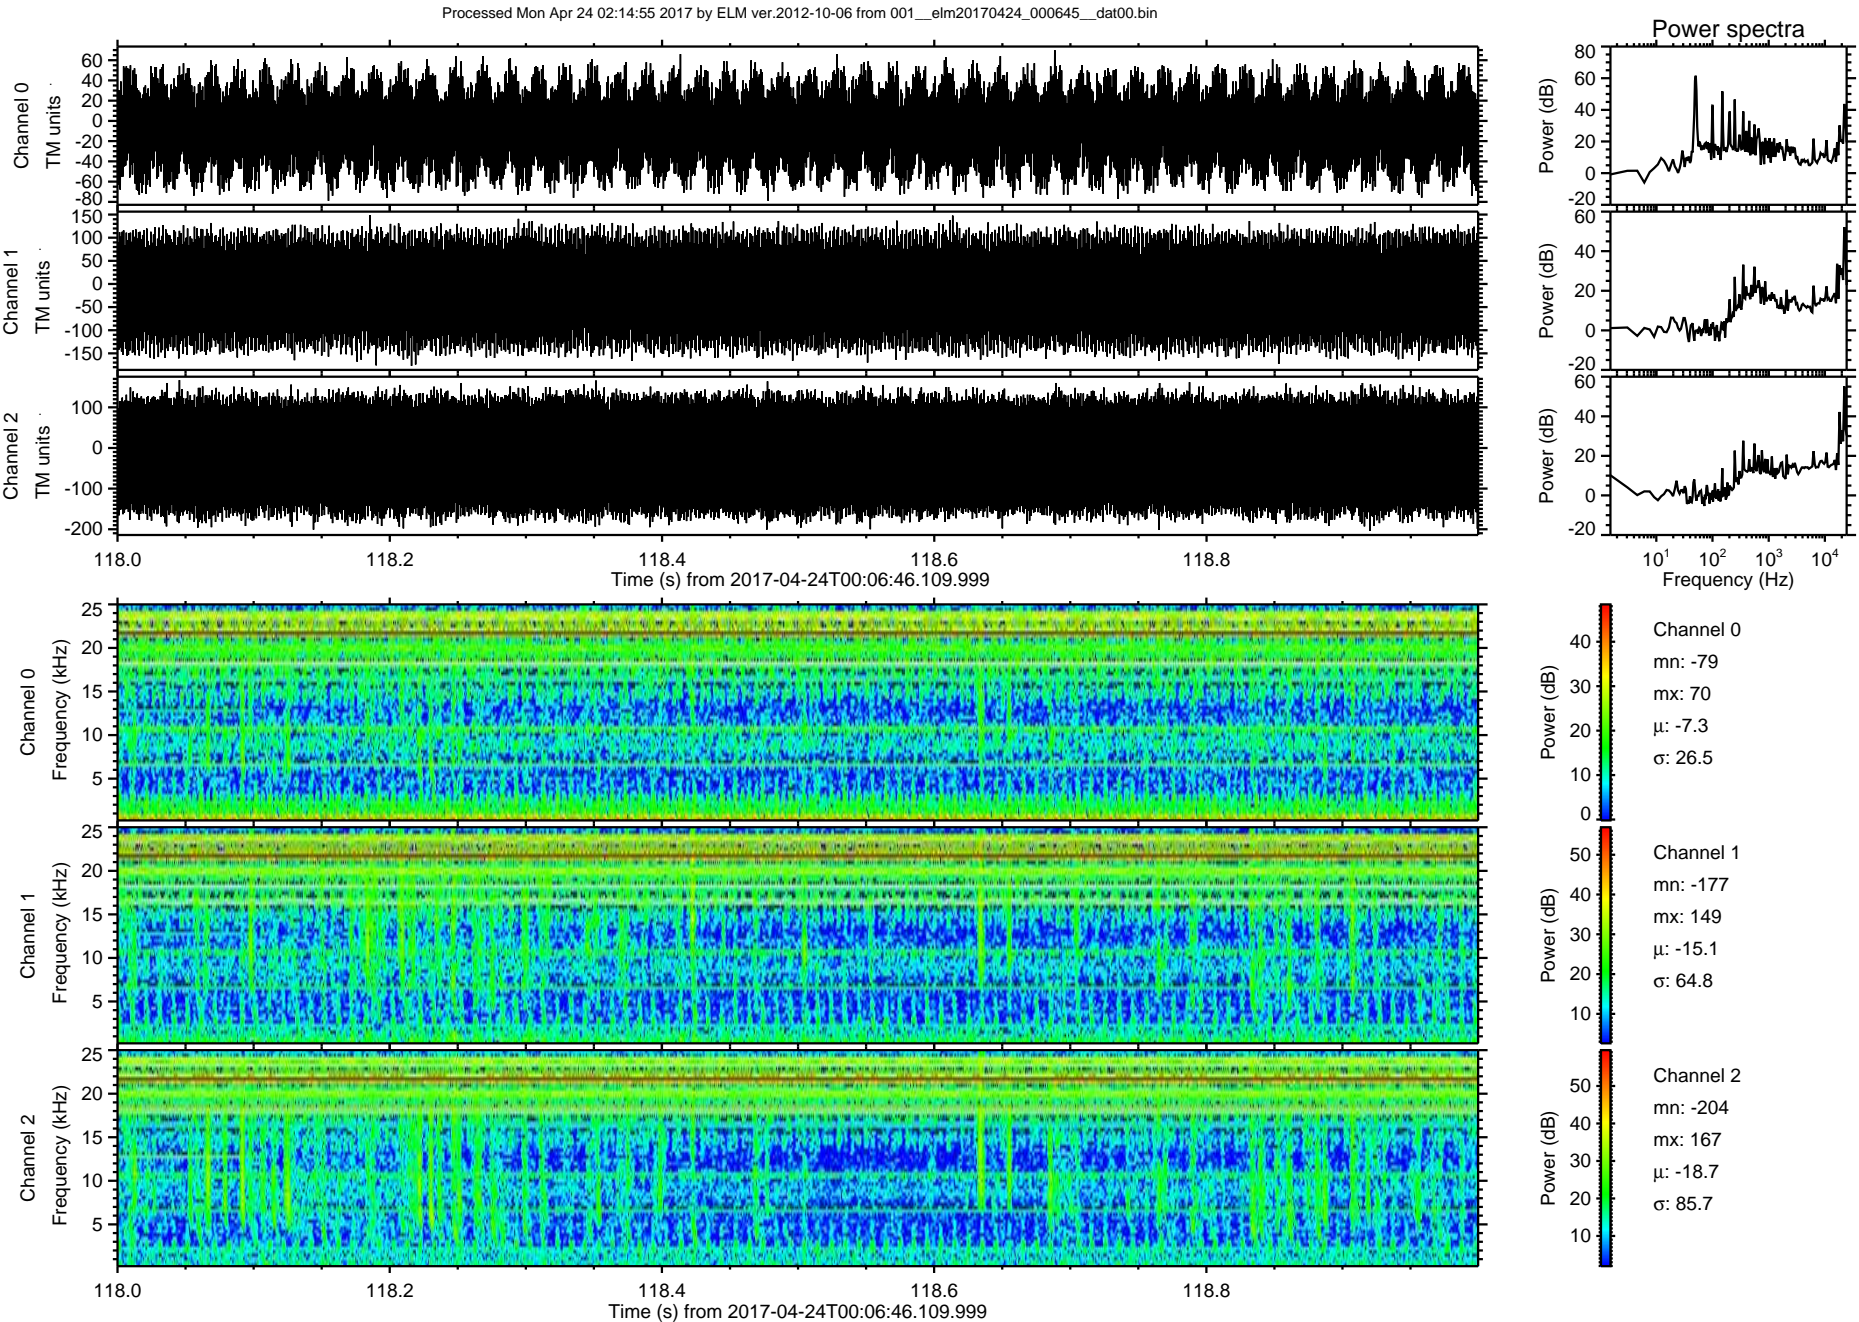 Processed Mon Apr 24 02:14:55 2017 by ELM ver.2012-10-06 from 001__elm20170424_000645__dat00.bin
Power spectra
Channel 0
TM units
60
40
20
0
-20
-40
-60
-80
Power (dB)
80
60
40
20
0
-20
Channel 1
TM units
150
100
50
0
-50
-100
-150
Power (dB)
60
40
20
0
-20
Channel 2
TM units
100
0
-100
-200
Power (dB)
60
40
20
0
-20
118.0 118.2 118.4 118.6 118.8
Time (s) from 2017-04-24T00:06:46.109.999
10¹ 10² 10³ 10⁴
Frequency (Hz)
Channel 0
Frequency (kHz)
25
20
15
10
5
Power (dB)
40
30
20
10
0
Channel 0
mn: -79
mx: 70
μ: -7.3
σ: 26.5
Channel 1
Frequency (kHz)
25
20
15
10
5
Power (dB)
50
40
30
20
10
Channel 1
mn: -177
mx: 149
μ: -15.1
σ: 64.8
Channel 2
Frequency (kHz)
25
20
15
10
5
Power (dB)
50
40
30
20
10
Channel 2
mn: -204
mx: 167
μ: -18.7
σ: 85.7
118.0 118.2 118.4 118.6 118.8
Time (s) from 2017-04-24T00:06:46.109.999